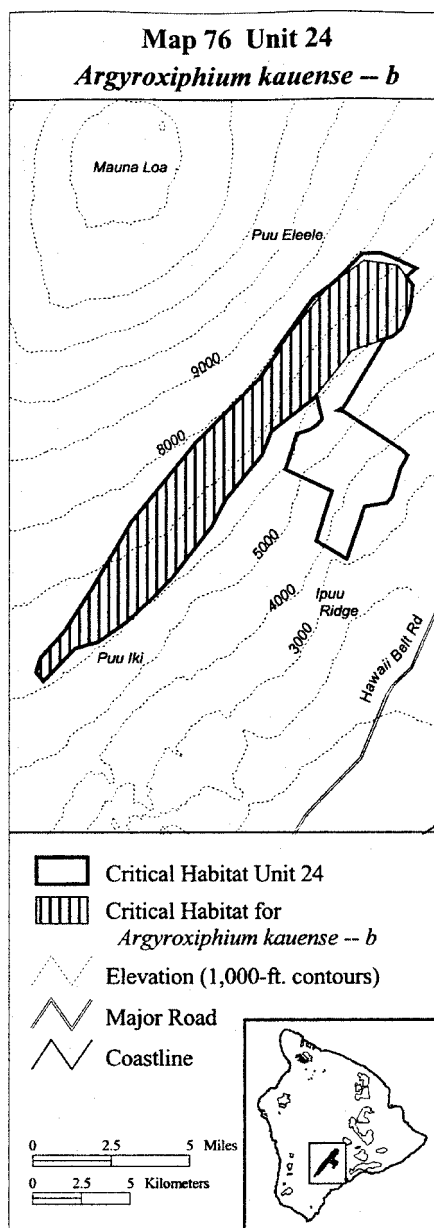 Map 76 Unit 24
Argyroxiphium kauense -- b
Mauna Loa
Puu Eleele
9000
8000
5000
4000
Ipuu
Ridge
3000
Puu Iki
Hawaii Belt Rd
Critical Habitat Unit 24
Critical Habitat for
Argyroxiphium kauense -- b
Elevation (1,000-ft. contours)
Major Road
Coastline
0 2.5 5 Miles
0 2.5 5 Kilometers